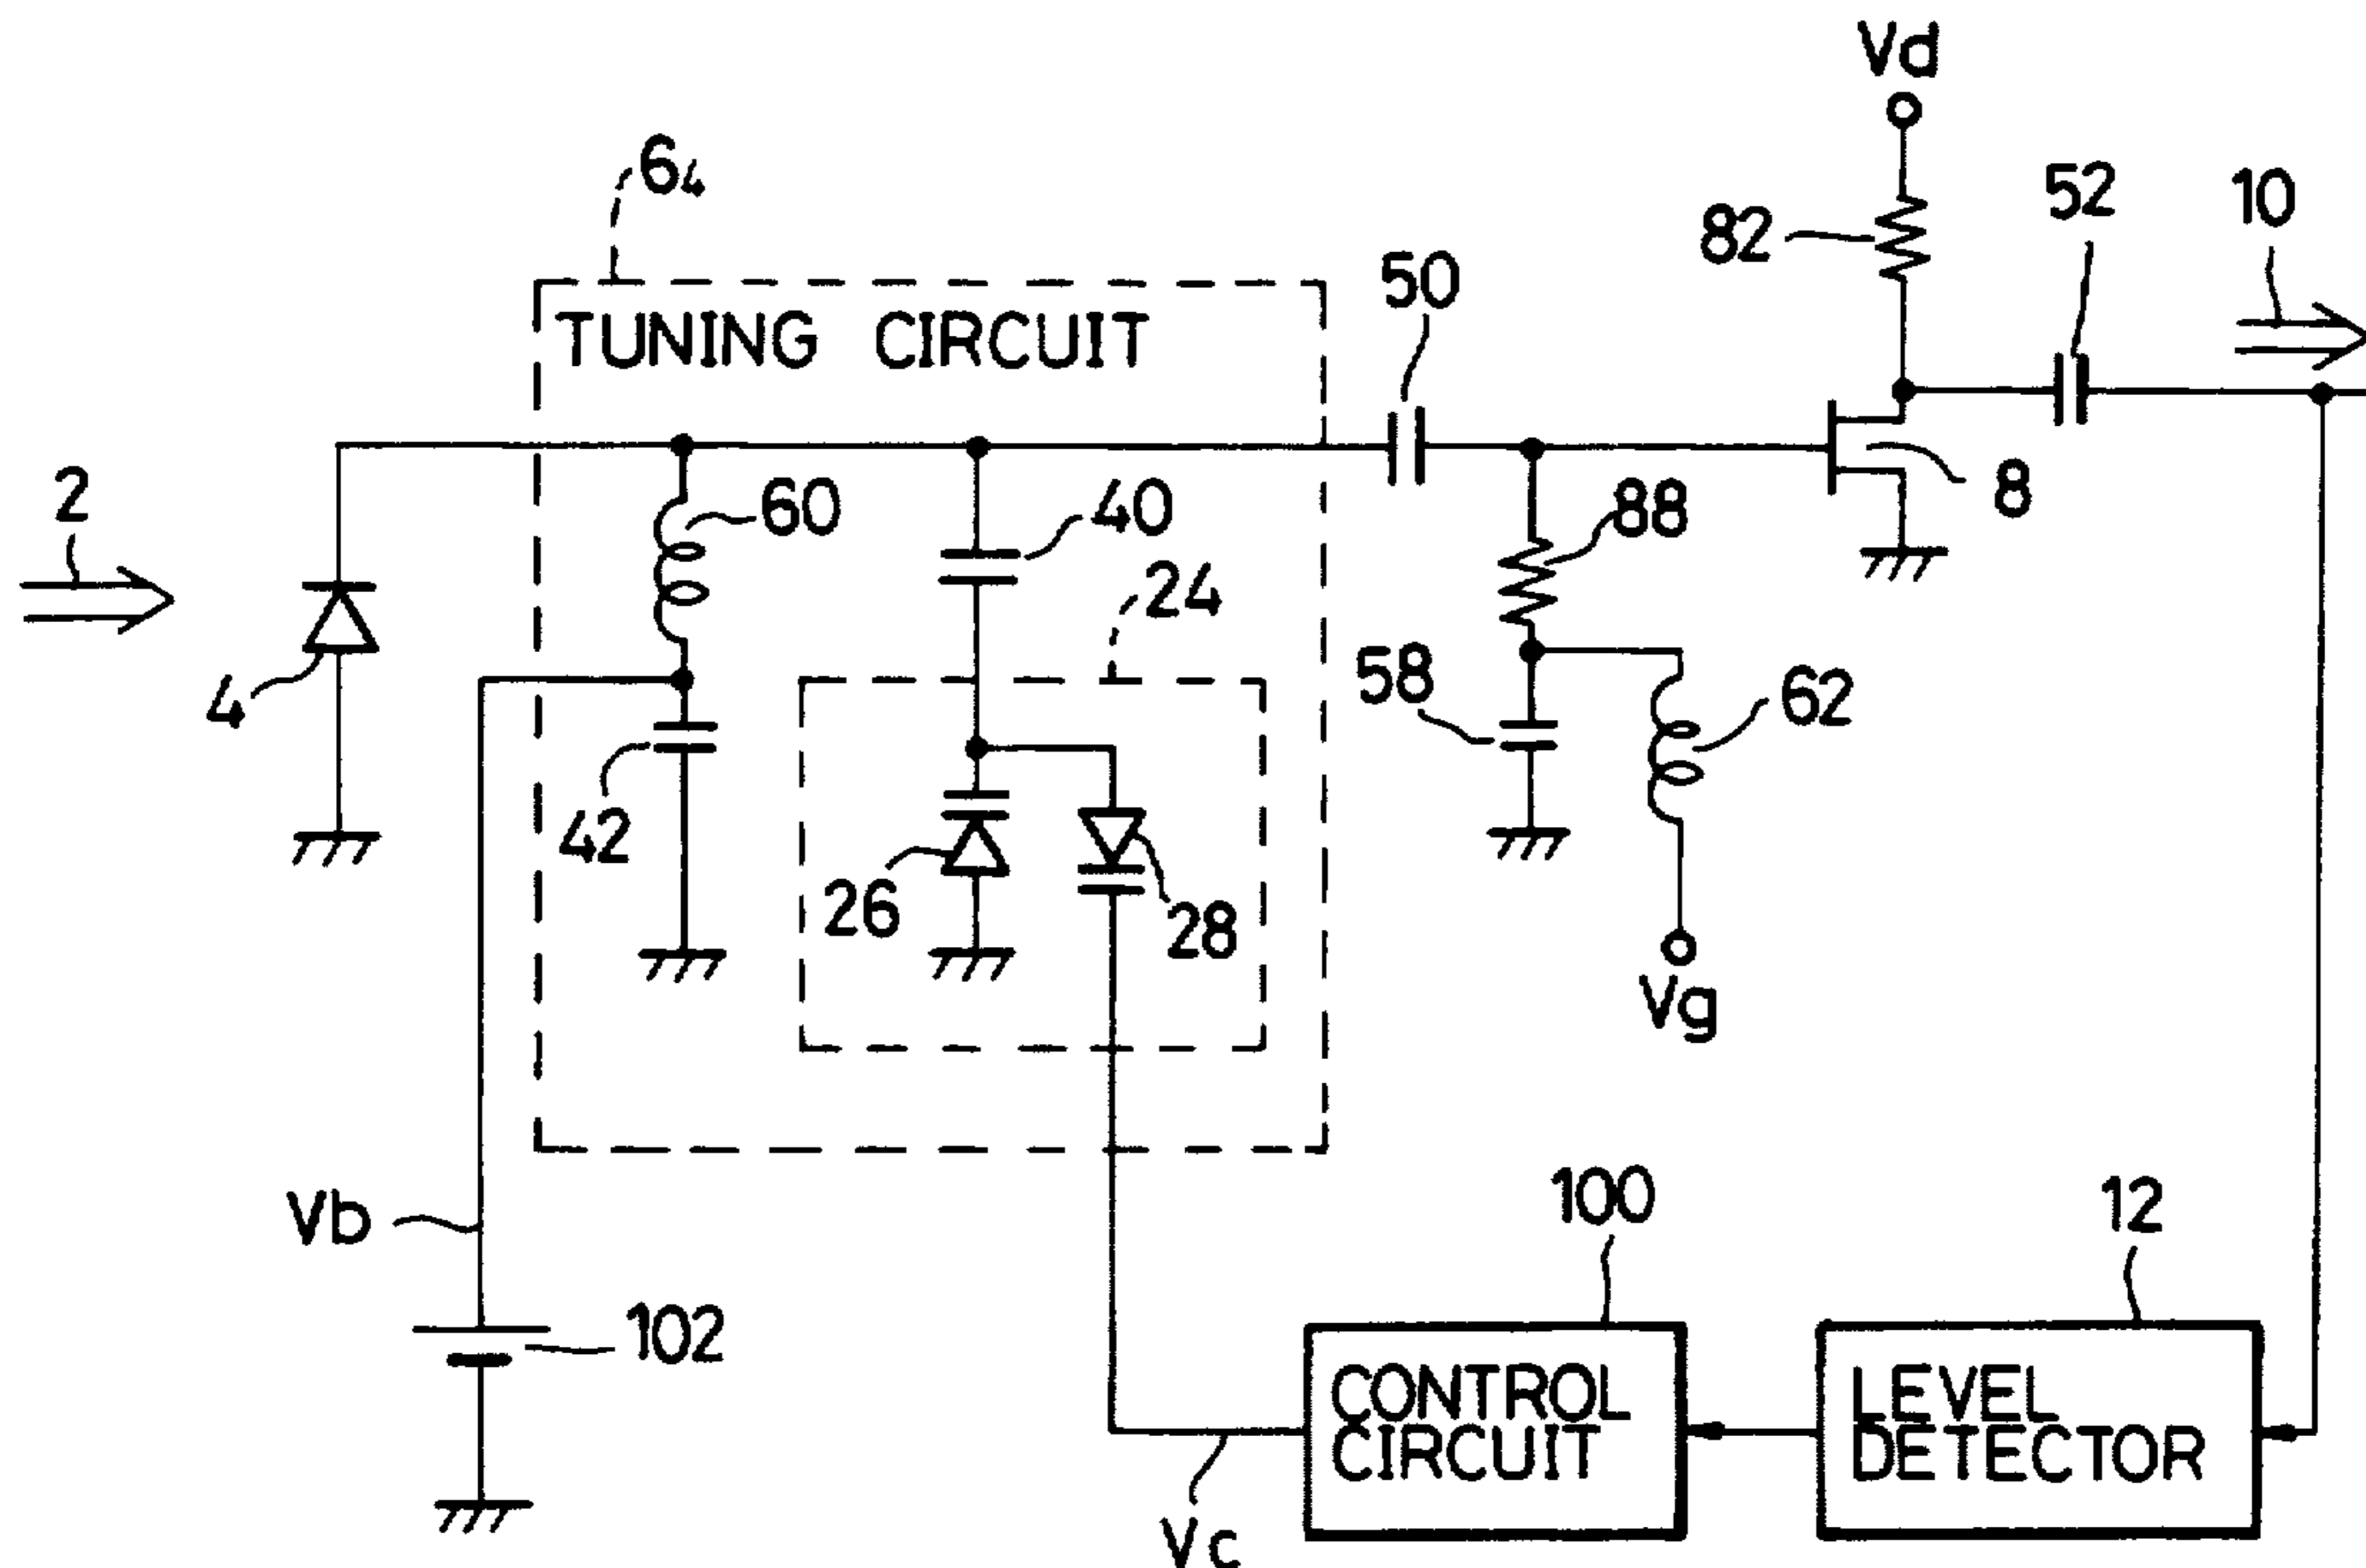 Vd
6₄
52
10
82
50
TUNING CIRCUIT
2
60
40
88
8
24
4
58
62
42
26
28
Vg
Vb
100
12
102
CONTROL
CIRCUIT
LEVEL
DETECTOR
Vc